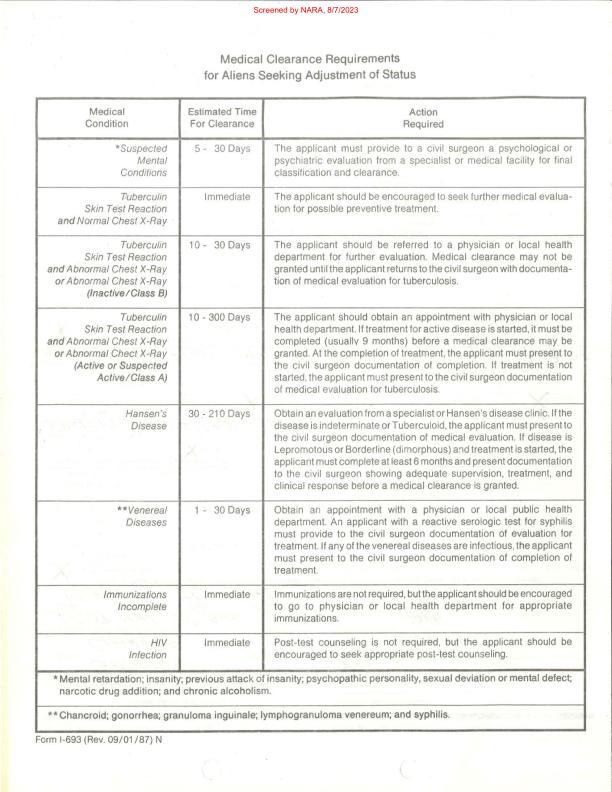 Screened by NARA, 8/7/2023
Medical Clearance Requirements
for Aliens Seeking Adjustment of Status
Medical
Condition
Estimated Time
For Clearance
Action
Required
*Suspected
Mental
Conditions
5 - 30 Days
The applicant must provide to a civil surgeon a psychological or
psychiatric evaluation from a specialist or medical facility for final
classification and clearance.
Tuberculin
Skin Test Reaction
and Normal Chest X-Ray
Immediate
The applicant should be encouraged to seek further medical evalua-
tion for possible preventive treatment.
Tuberculin
Skin Test Reaction
and Abnormal Chest X-Ray
or Abnormal Chest X-Ray
(Inactive/Class B)
10 - 30 Days
The applicant should be referred to a physician or local health
department for further evaluation. Medical clearance may not be
granted until the applicant returns to the civil surgeon with documenta-
tion of medical evaluation for tuberculosis.
Tuberculin
Skin Test Reaction
and Abnormal Chest X-Ray
or Abnormal Chect X-Ray
(Active or Suspected
Active/Class A)
10 - 300 Days
The applicant should obtain an appointment with physician or local
health department. If treatment for active disease is started, it must be
completed (usually 9 months) before a medical clearance may be
granted. At the completion of treatment, the applicant must present to
the civil surgeon documentation of completion. If treatment is not
started, the applicant must present to the civil surgeon documentation
of medical evaluation for tuberculosis.
Hansen's
Disease
30 - 210 Days
Obtain an evaluation from a specialist or Hansen's disease clinic. If the
disease is indeterminate or Tuberculoid, the applicant must present to
the civil surgeon documentation of medical evaluation. If disease is
Lepromotous or Borderline (dimorphous) and treatment is started, the
applicant must complete at least 6 months and present documentation
to the civil surgeon showing adequate supervision, treatment, and
clinical response before a medical clearance is granted.
**Venereal
Diseases
1 - 30 Days
Obtain an appointment with a physician or local public health
department. An applicant with a reactive serologic test for syphilis
must provide to the civil surgeon documentation of evaluation for
treatment. If any of the venereal diseases are infectious, the applicant
must present to the civil surgeon documentation of completion of
treatment.
Immunizations
Incomplete
Immediate
Immunizations are not required, but the applicant should be encouraged
to go to physician or local health department for appropriate
immunizations.
HIV
Infection
Immediate
Post-test counseling is not required, but the applicant should be
encouraged to seek appropriate post-test counseling.
* Mental retardation; insanity; previous attack of insanity; psychopathic personality, sexual deviation or mental defect;
narcotic drug addition; and chronic alcoholism.
** Chancroid; gonorrhea; granuloma inguinale; lymphogranuloma venereum; and syphilis.
Form I-693 (Rev. 09/01/87) N